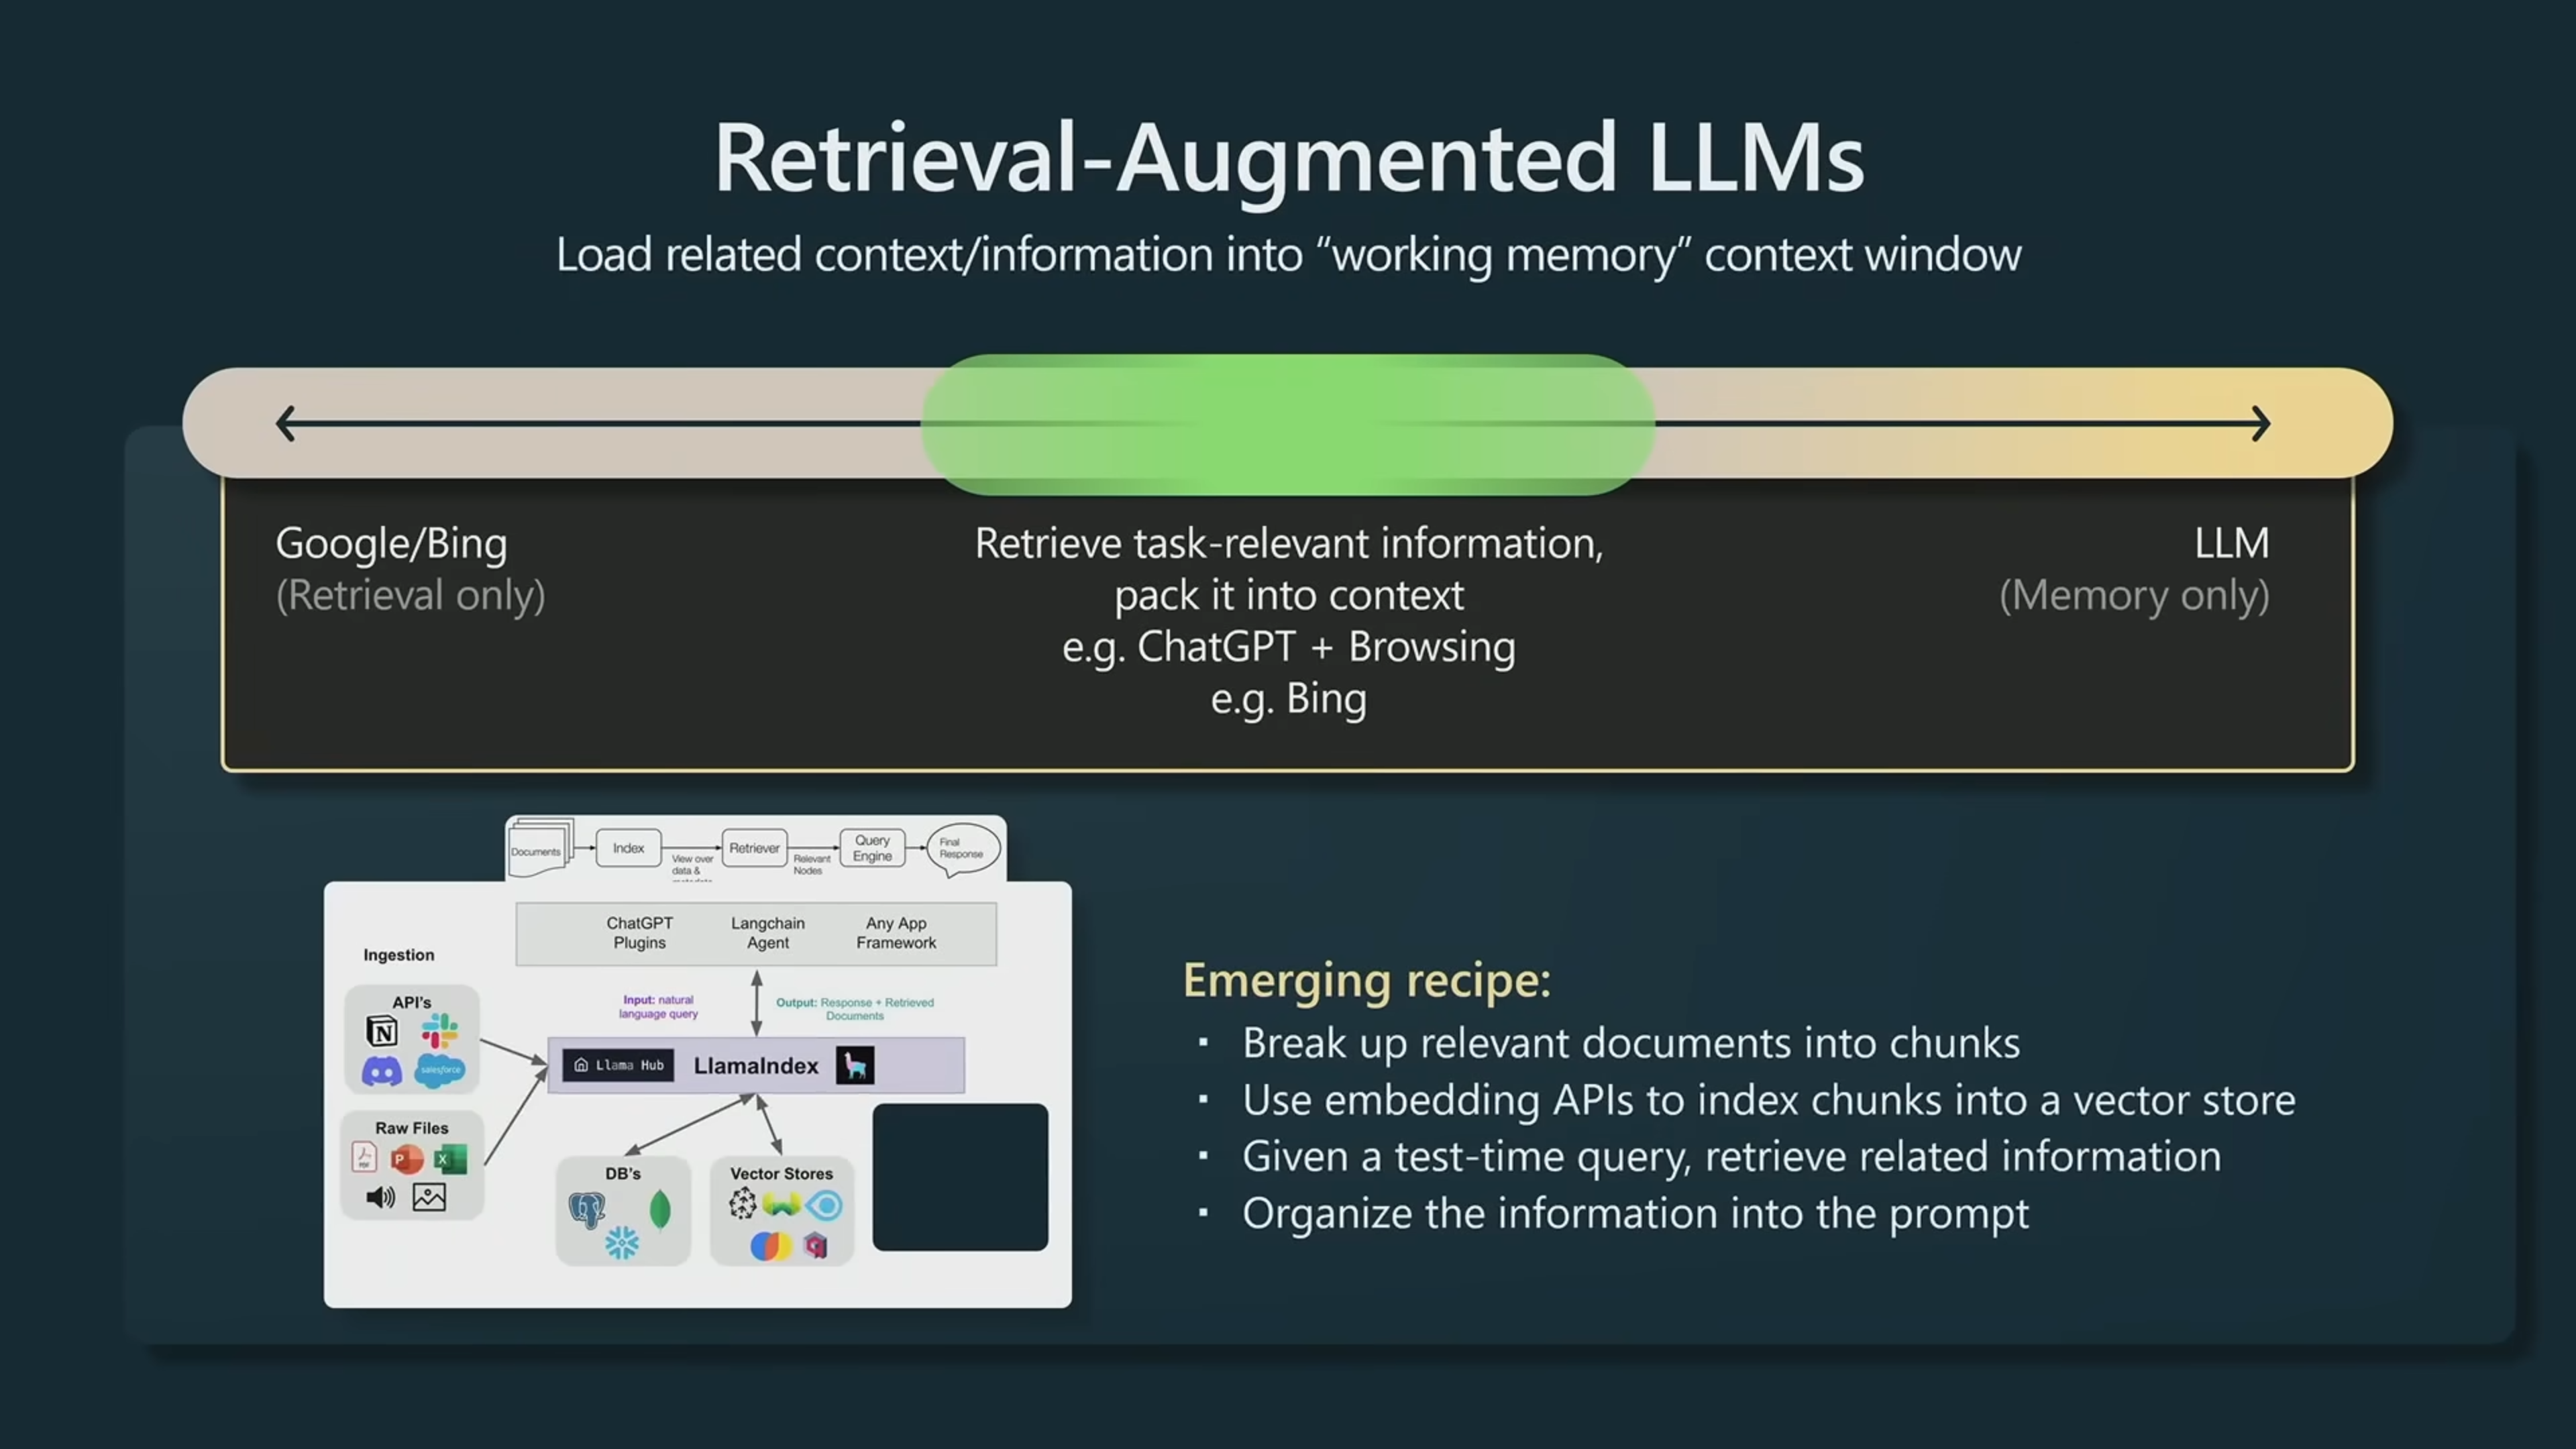 Retrieval-Augmented LLMs
Load related context/information into “working memory” context window
Google/Bing
(Retrieval only)
Retrieve task-relevant information,
pack it into context
e.g. ChatGPT + Browsing
e.g. Bing
LLM
(Memory only)
Documents
Index
View over
data &
Retriever
Relevant
Nodes
Query
Engine
Final
Response
ChatGPT
Plugins
Langchain
Agent
Any App
Framework
Ingestion
API's
N
salesforce
Raw Files
PDF
P
X
Input: natural
language query
Output: Response + Retrieved
Documents
Llama Hub
LlamaIndex
DB's
Vector Stores
Emerging recipe:
▪ Break up relevant documents into chunks
▪ Use embedding APIs to index chunks into a vector store
▪ Given a test-time query, retrieve related information
▪ Organize the information into the prompt